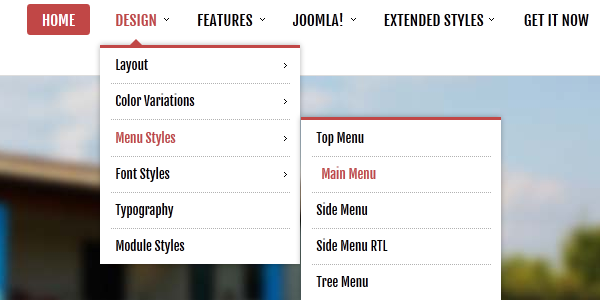 HOME DESIGN FEATURES JOOMLA! EXTENDED STYLES GET IT NOW
Layout
Color Variations
Menu Styles
Font Styles
Typography
Module Styles
Top Menu
Main Menu
Side Menu
Side Menu RTL
Tree Menu